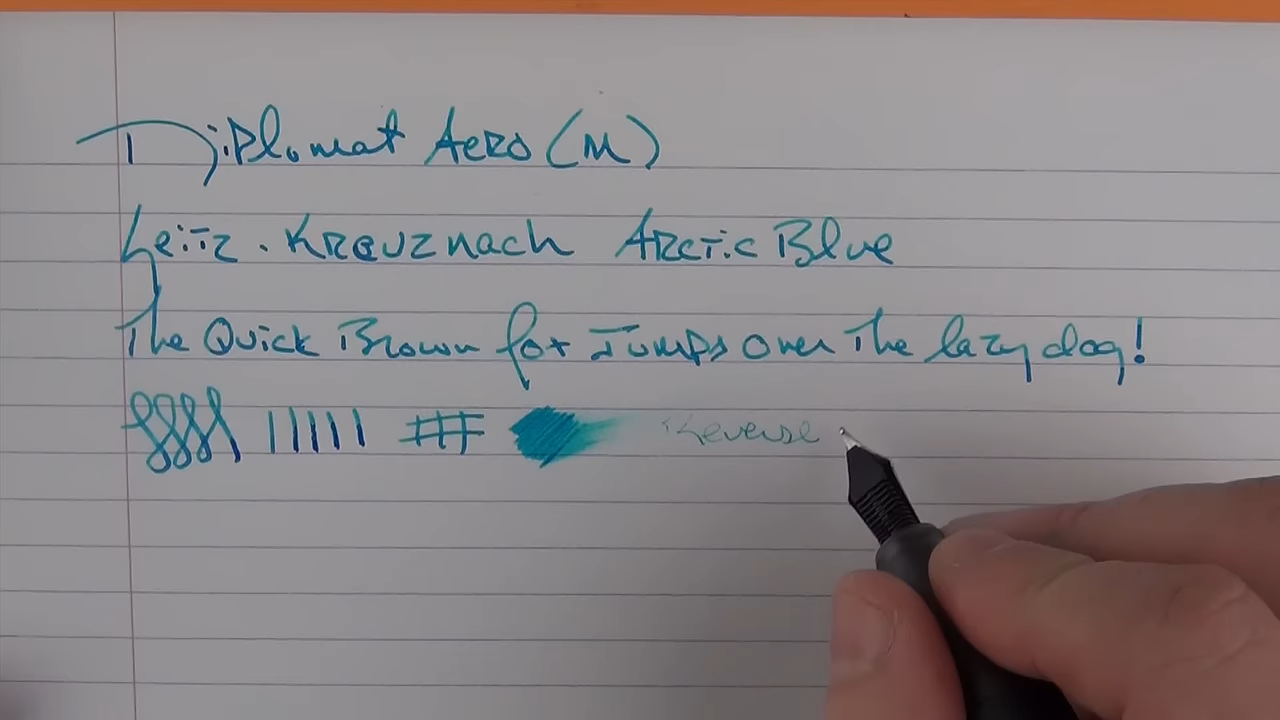 Diplomat Aero (M)
Leitz. Kreuznach Arctic Blue
The Quick Brown fox Jumps over The lazy dog!
Reverse